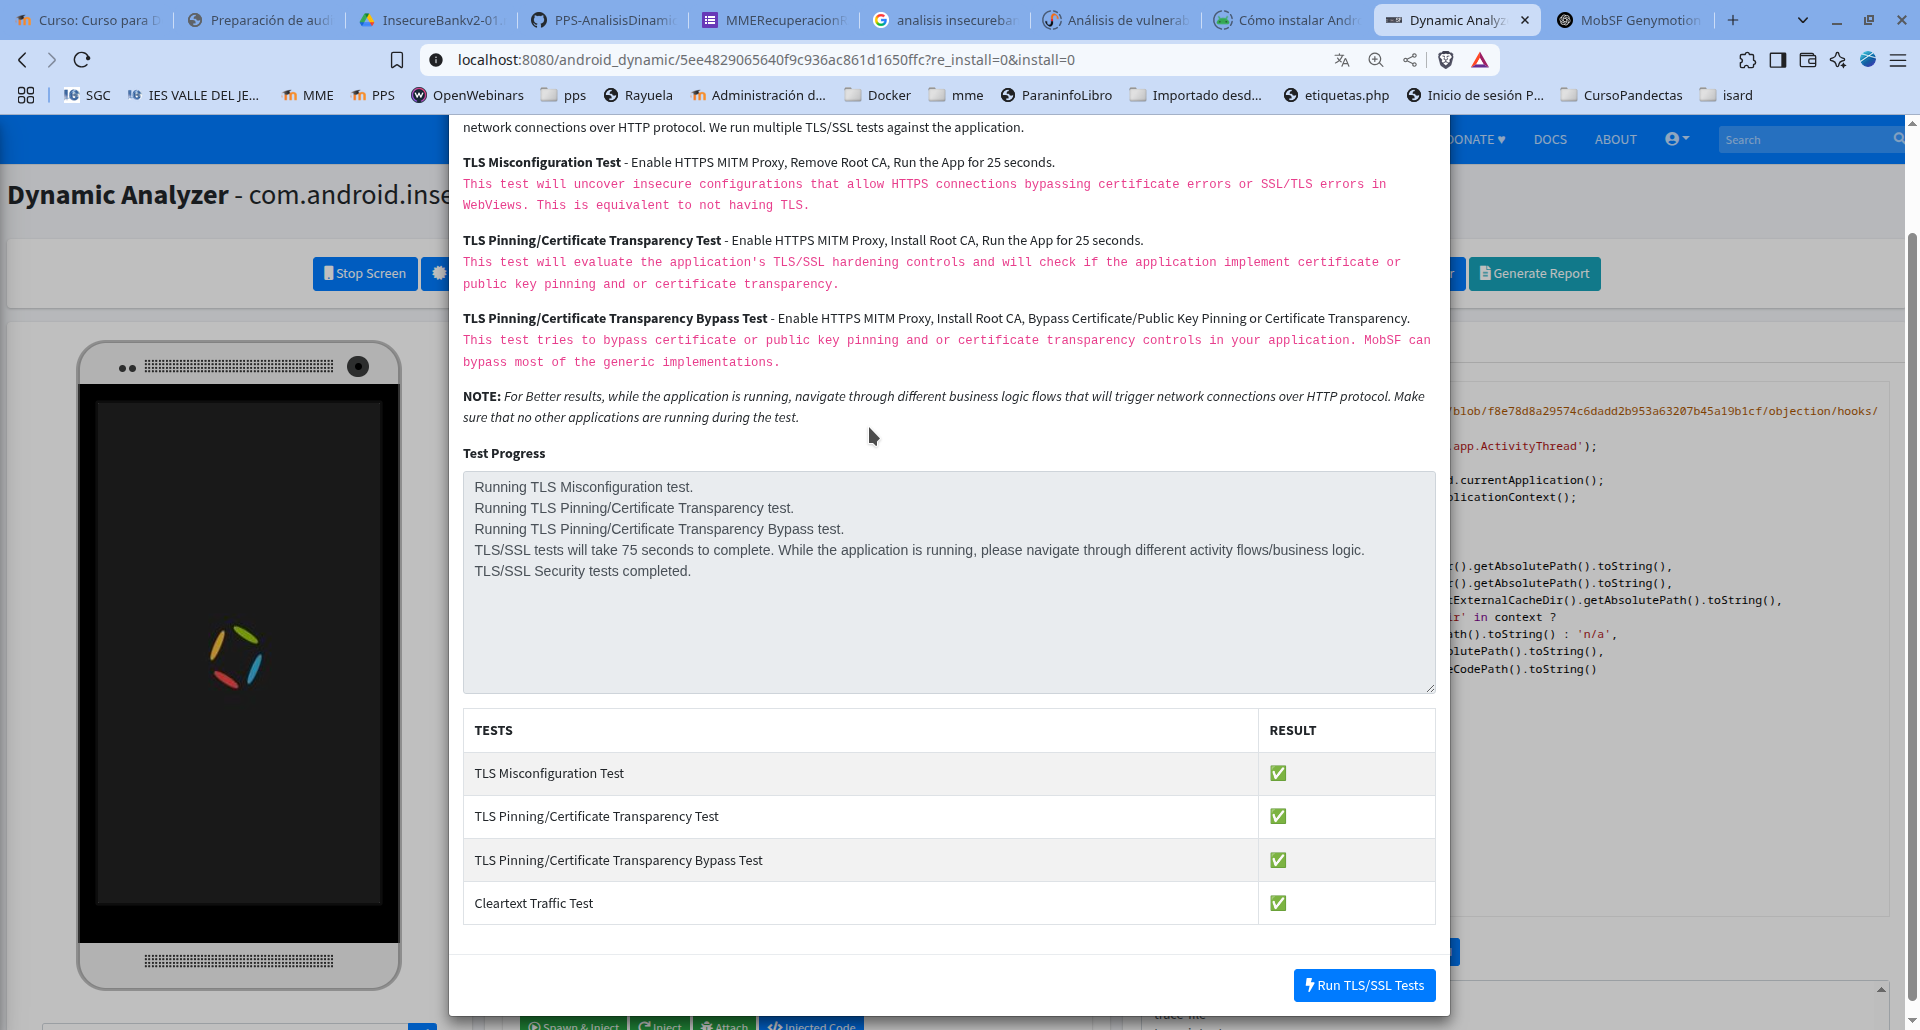 Curso: Curso para D
Preparación de audi
InsecureBankv2-01.
PPS-AnalisisDinamic
MMERecuperacionR
analisis insecureban
Análisis de vulnerab
Cómo instalar Andr
Dynamic Analyz
MobSF Genymotion
localhost:8080/android_dynamic/5ee4829065640f9c936ac861d1650ffc?re_install=0&install=0
SGC
IES VALLE DEL JE...
MME
PPS
OpenWebinars
pps
Rayuela
Administración d...
Docker
mme
ParaninfoLibro
Importado desd...
etiquetas.php
Inicio de sesión P...
CursoPandectas
isard
DONATE ♥
DOCS
ABOUT
Search
Dynamic Analyzer - com.android.inse
Stop Screen
Generate Report
network connections over HTTP protocol. We run multiple TLS/SSL tests against the application.
TLS Misconfiguration Test - Enable HTTPS MITM Proxy, Remove Root CA, Run the App for 25 seconds.
This test will uncover insecure configurations that allow HTTPS connections bypassing certificate errors or SSL/TLS errors in
WebViews. This is equivalent to not having TLS.
TLS Pinning/Certificate Transparency Test - Enable HTTPS MITM Proxy, Install Root CA, Run the App for 25 seconds.
This test will evaluate the application's TLS/SSL hardening controls and will check if the application implement certificate or
public key pinning and or certificate transparency.
TLS Pinning/Certificate Transparency Bypass Test - Enable HTTPS MITM Proxy, Install Root CA, Bypass Certificate/Public Key Pinning or Certificate Transparency.
This test tries to bypass certificate or public key pinning and or certificate transparency controls in your application. MobSF can
bypass most of the generic implementations.
NOTE: For Better results, while the application is running, navigate through different business logic flows that will trigger network connections over HTTP protocol. Make
sure that no other applications are running during the test.
Test Progress
Running TLS Misconfiguration test.
Running TLS Pinning/Certificate Transparency test.
Running TLS Pinning/Certificate Transparency Bypass test.
TLS/SSL tests will take 75 seconds to complete. While the application is running, please navigate through different activity flows/business logic.
TLS/SSL Security tests completed.
TESTS
RESULT
TLS Misconfiguration Test
✅
TLS Pinning/Certificate Transparency Test
✅
TLS Pinning/Certificate Transparency Bypass Test
✅
Cleartext Traffic Test
✅
Run TLS/SSL Tests
/blob/f8e78d8a29574c6dadd2b953a63207b45a19b1cf/objection/hooks/
.app.ActivityThread');
d.currentApplication();
plicationContext();
r().getAbsolutePath().toString(),
r().getAbsolutePath().toString(),
tExternalCacheDir().getAbsolutePath().toString(),
ir' in context ?
ath().toString() : 'n/a',
olutePath().toString(),
eCodePath().toString()
Spawn & Inject
Inject
Attach
Injected Code